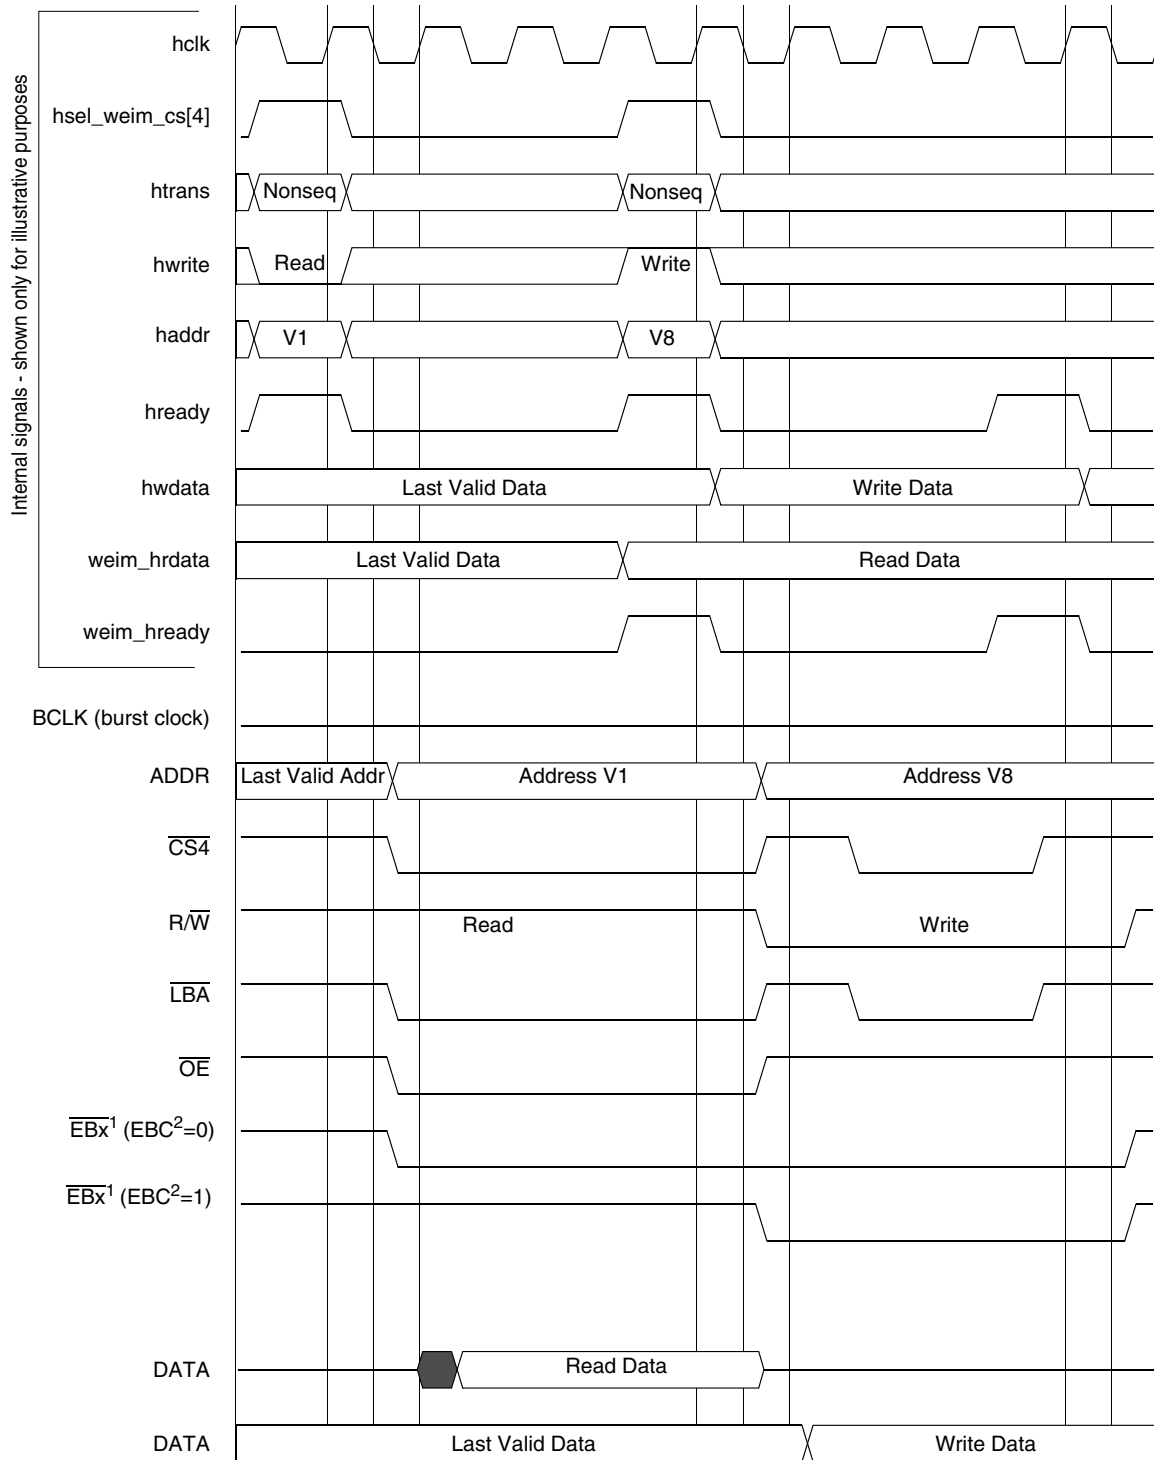 Internal signals - shown only for illustrative purposes
hclk
hsel_weim_cs[4]
htrans Nonseq Nonseq
hwrite Read Write
haddr V1 V8
hready
hwdata Last Valid Data Write Data
weim_hrdata Last Valid Data Read Data
weim_hready
BCLK (burst clock)
ADDR Last Valid Addr Address V1 Address V8
CS4
R/W Read Write
LBA
OE
EBx¹ (EBC²=0)
EBx¹ (EBC²=1)
DATA Read Data
DATA Last Valid Data Write Data